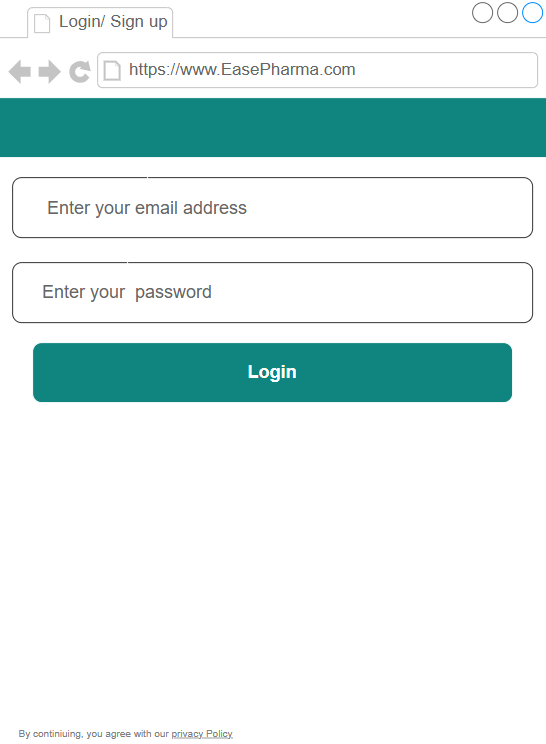 Login/ Sign up
https://www.EasePharma.com
Enter your email address
Enter your  password
Login
By continiuing, you agree with our privacy Policy